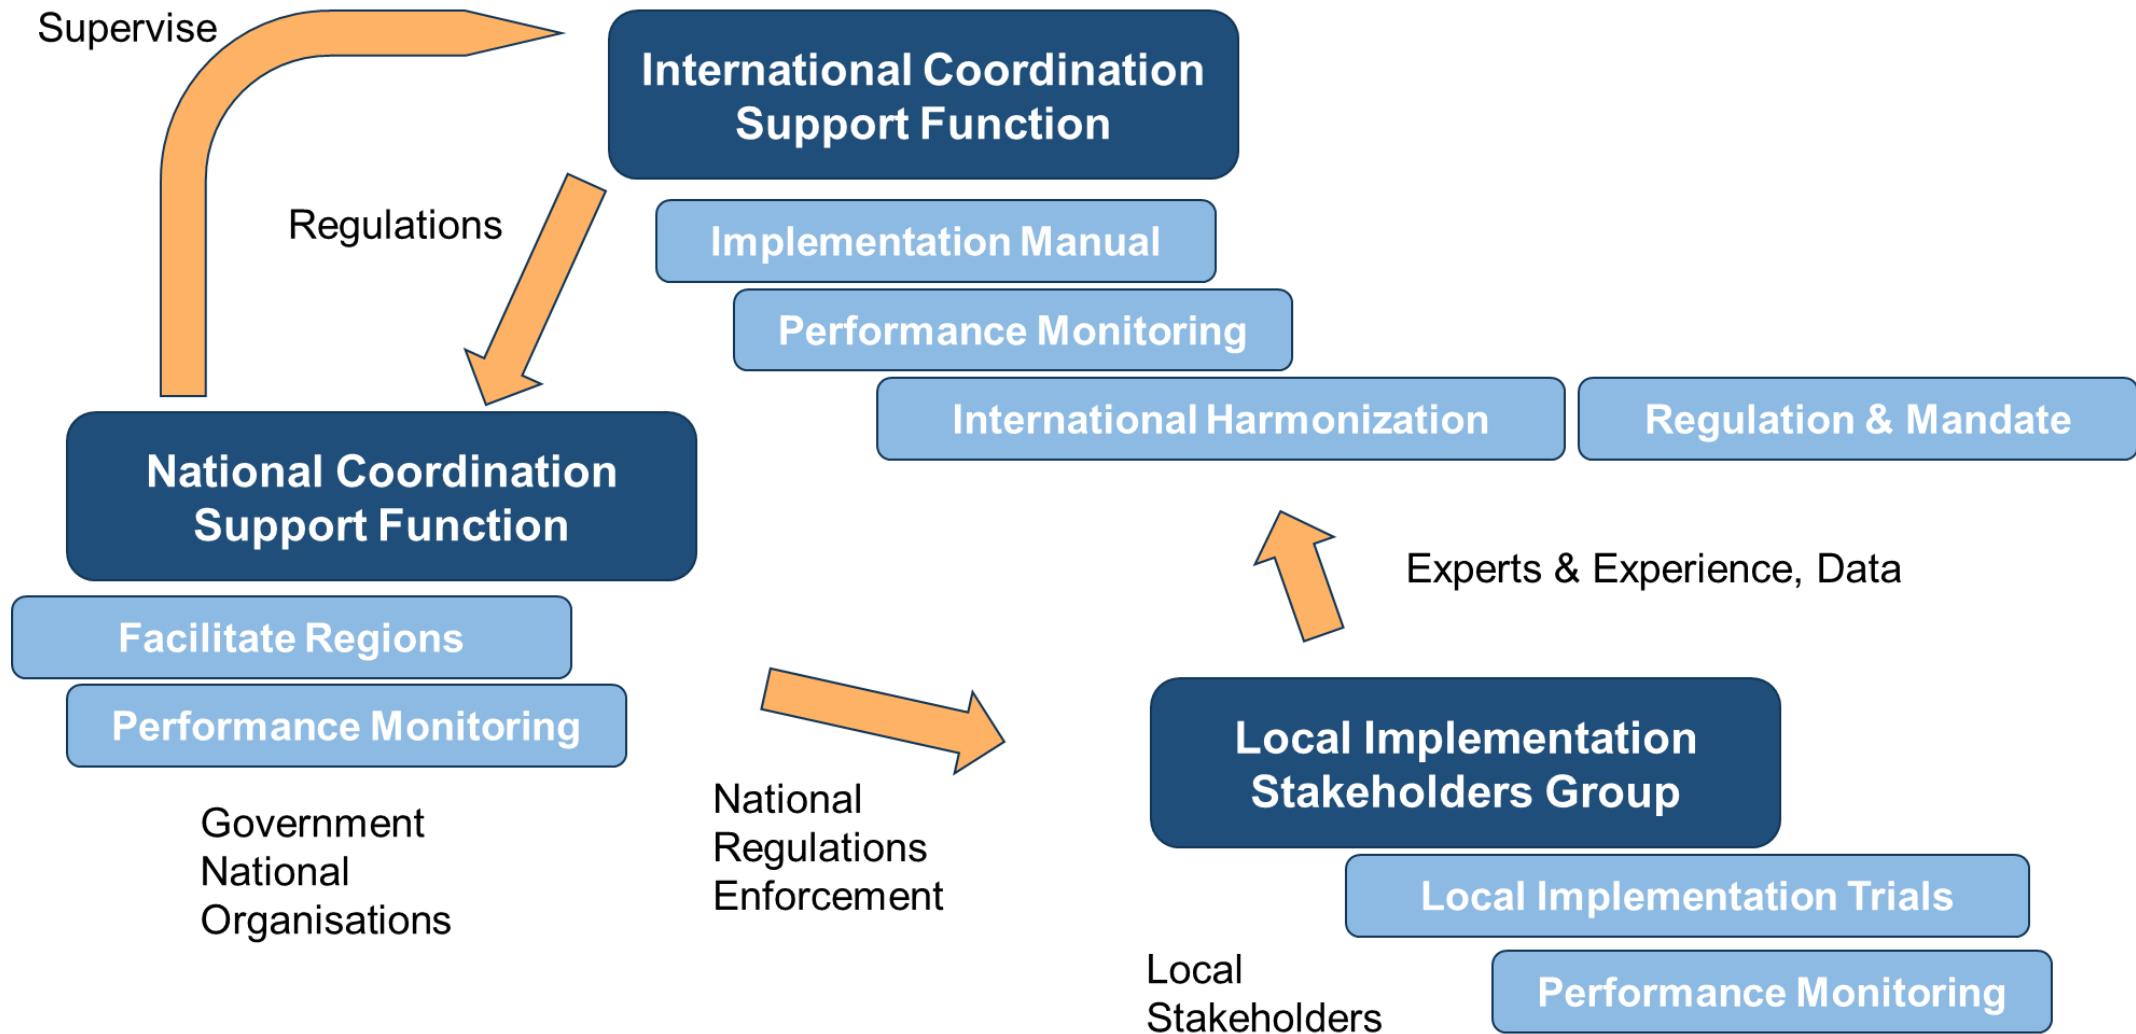 Supervise
International Coordination
Support Function
Regulations
Implementation Manual
Performance Monitoring
International Harmonization
Regulation & Mandate
National Coordination
Support Function
Facilitate Regions
Performance Monitoring
Government
National
Organisations
National
Regulations
Enforcement
Experts & Experience, Data
Local Implementation
Stakeholders Group
Local Implementation Trials
Performance Monitoring
Local
Stakeholders